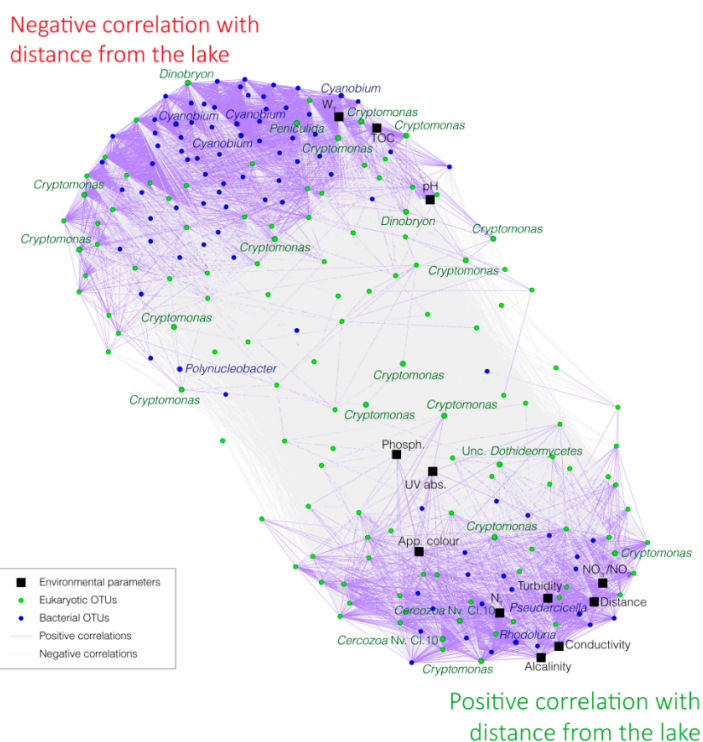 Negative correlation with
distance from the lake
Dinobryon
Cyanobium
W
Cyanobium
Cyanobium
Cryptomonas
Peniculida
TOC
Cryptomonas
Cyanobium
Cryptomonas
Cryptomonas
pH
Dinobryon
Cryptomonas
Cryptomonas
Cryptomonas
Cryptomonas
Cryptomonas
Polynucleobacter
Cryptomonas
Cryptomonas
Cryptomonas
Cryptomonas
Phosph.
Unc. Dothideomycetes
UV abs.
Cryptomonas
App. colour
Cryptomonas
NO3/NO
Turbidity
Distance
N
Cercozoa Nv. Cl.10
Pseudarcicella
Rhodoluna
Cercozoa Nv. Cl.10
Conductivity
Alcalinity
Cryptomonas
Environmental parameters
Eukaryotic OTUs
Bacterial OTUs
Positive correlations
Negative correlations
Positive correlation with
distance from the lake